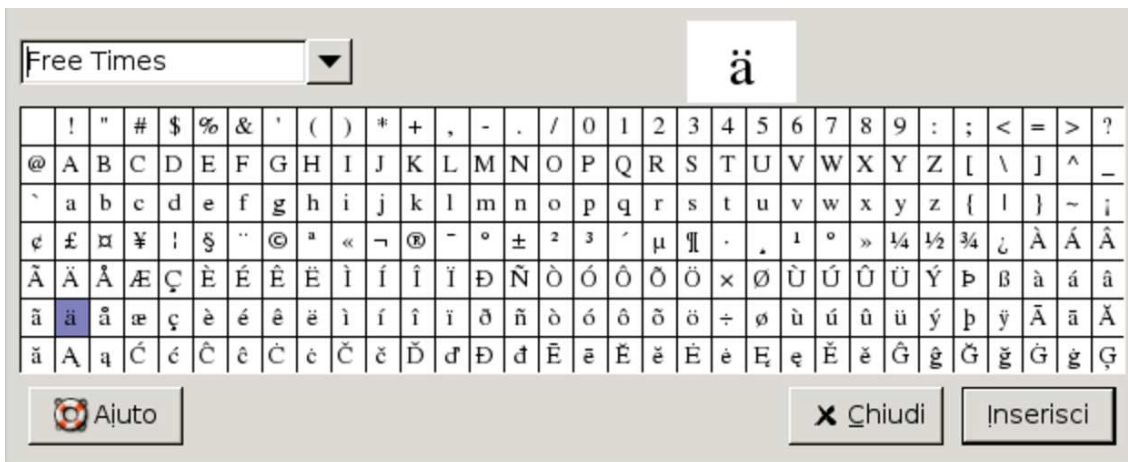 Free Times
ä
! " # $ % & ' ( ) * + , - . / 0 1 2 3 4 5 6 7 8 9 : ; < = > ?
@ A B C D E F G H I J K L M N O P Q R S T U V W X Y Z [ \ ] ^ _
` a b c d e f g h i j k l m n o p q r s t u v w x y z { | } ~ ¡
¢ £ ¤ ¥ ¦ § ¨ © ª « ¬ ® ¯ ° ± ² ³ ´ µ ¶ · ¸ ¹ º » ¼ ½ ¾ ¿ À Á Â
Ã Ä Å Æ Ç È É Ê Ë Ì Í Î Ï Ð Ñ Ò Ó Ô Õ Ö × Ø Ù Ú Û Ü Ý Þ ß à á â
ã ä å æ ç è é ê ë ì í î ï ð ñ ò ó ô õ ö ÷ ø ù ú û ü ý þ ÿ Ā ā Ă
ă Ą ą Ć ć Ĉ ĉ Ċ ċ Č č Ď ď Đ đ Ē ē Ĕ ĕ Ė ė Ę ę Ě ě Ĝ ĝ Ğ ğ Ġ ġ Ģ
Aiuto Chiudi Inserisci